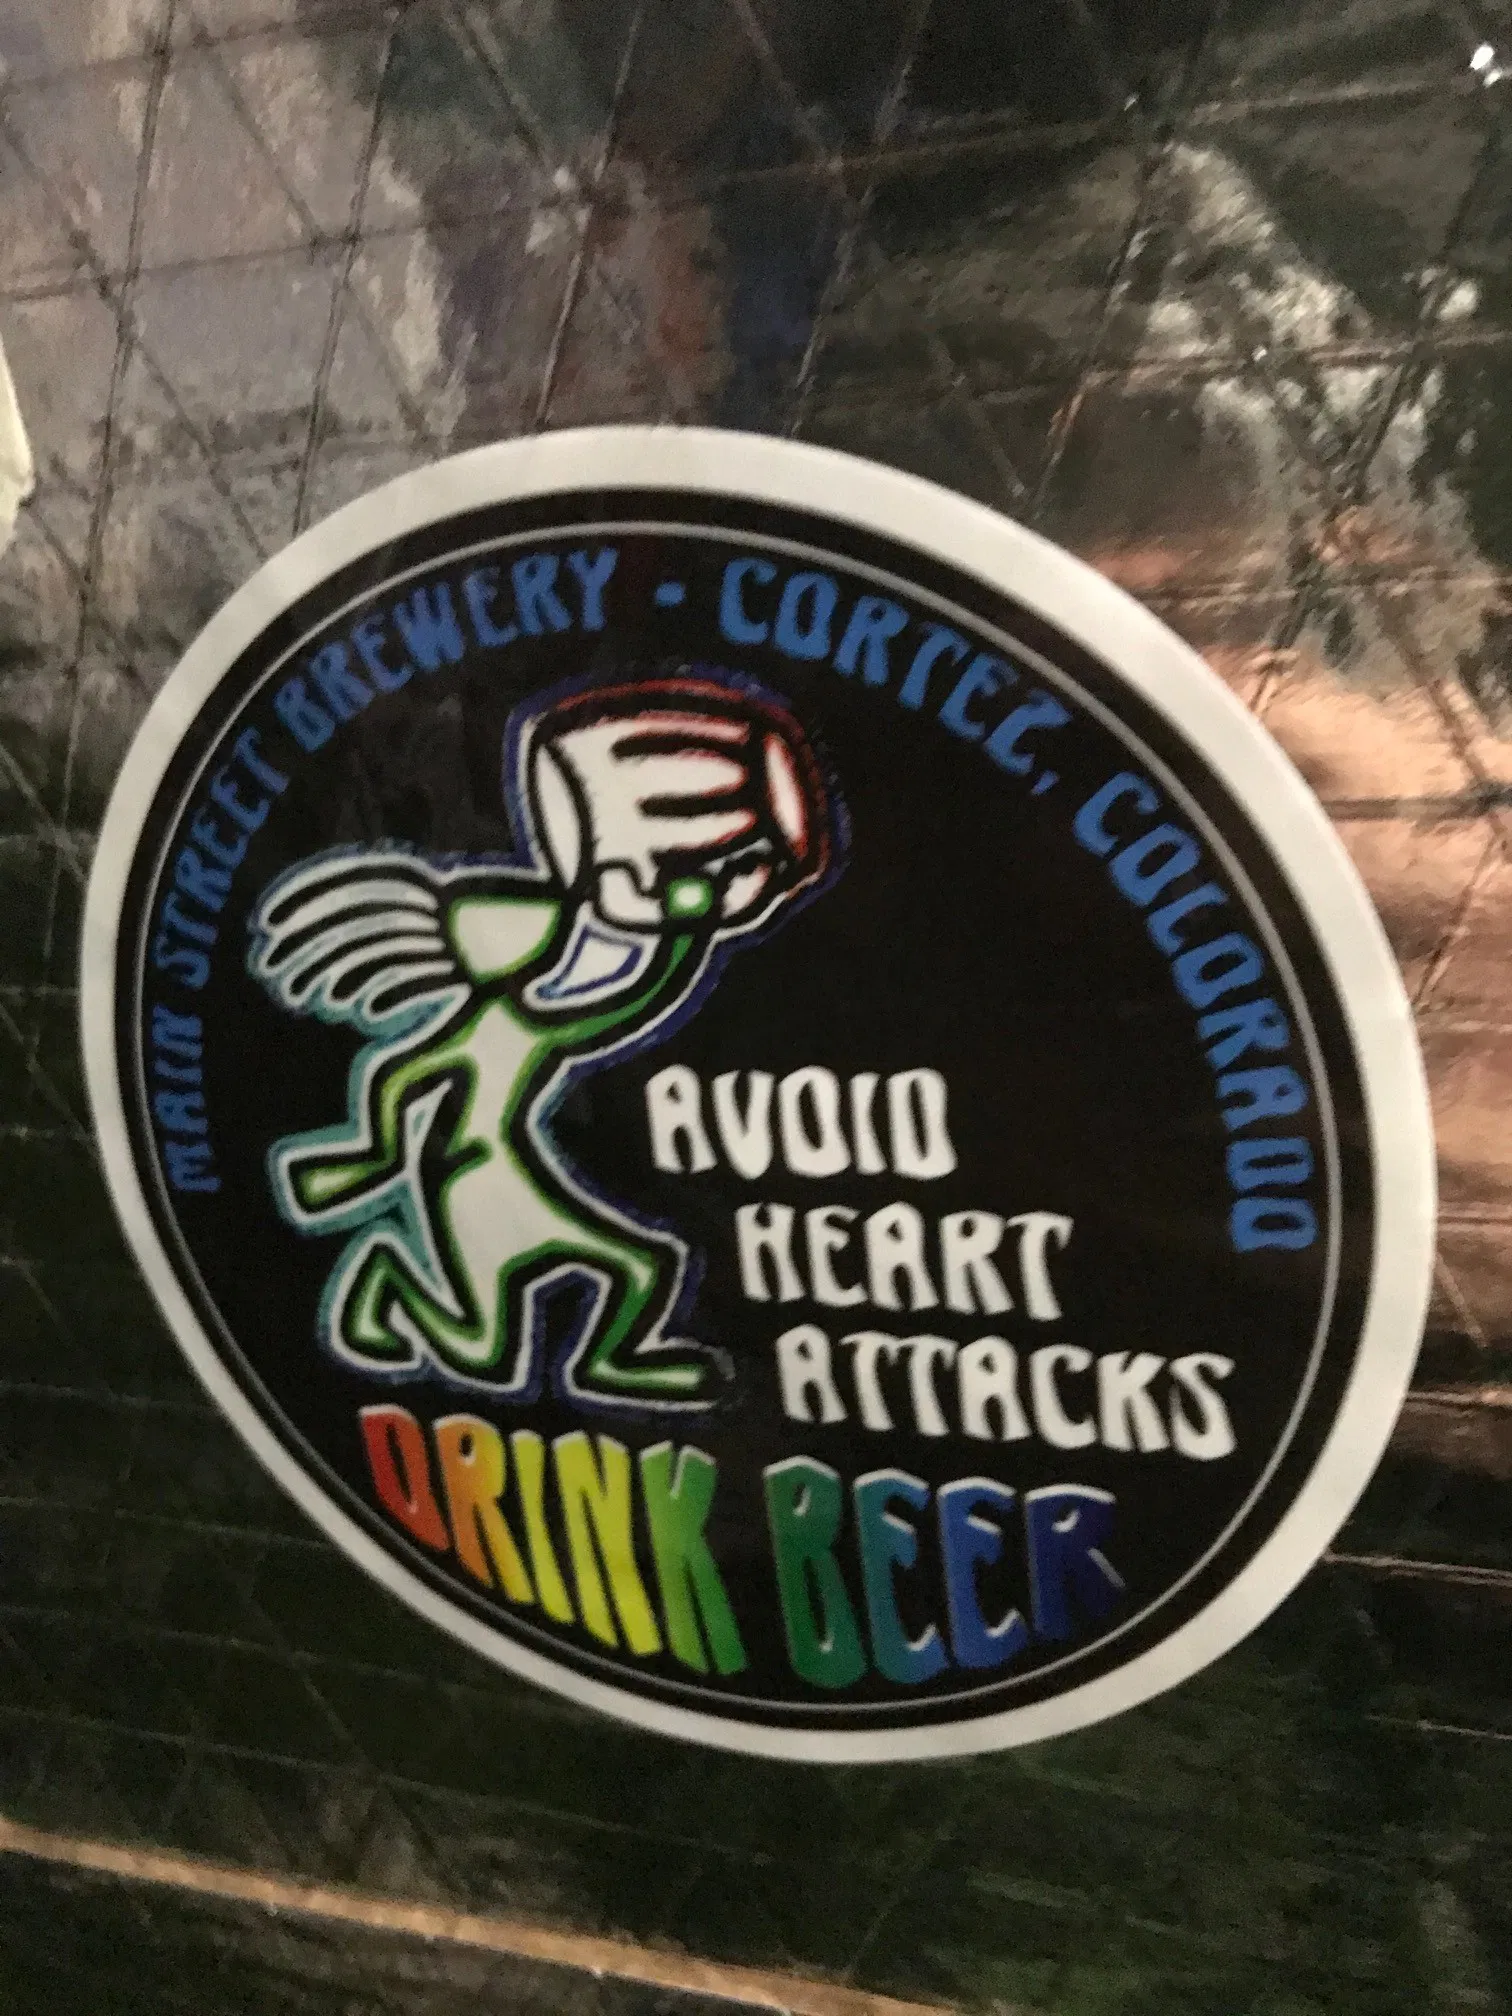 MAIN STREET BREWERY • CORTEZ, COLORADO
AVOID
HEART
ATTACKS
DRINK BEER